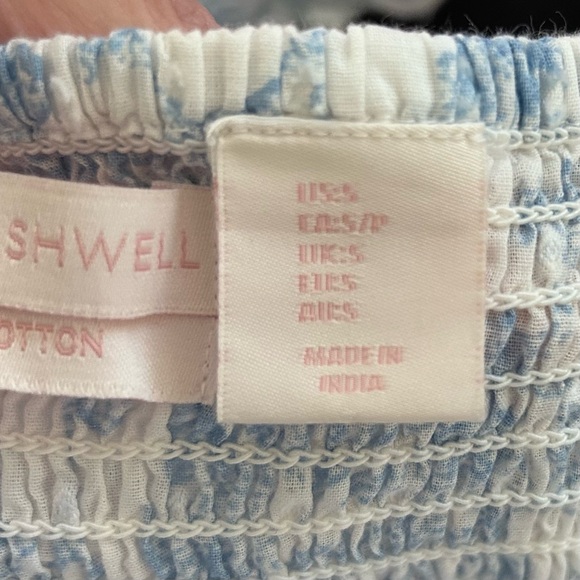 SHWELL
OTTON
US:S
CA:S/P
UK:S
EU:S
AU:S
MADE IN
INDIA